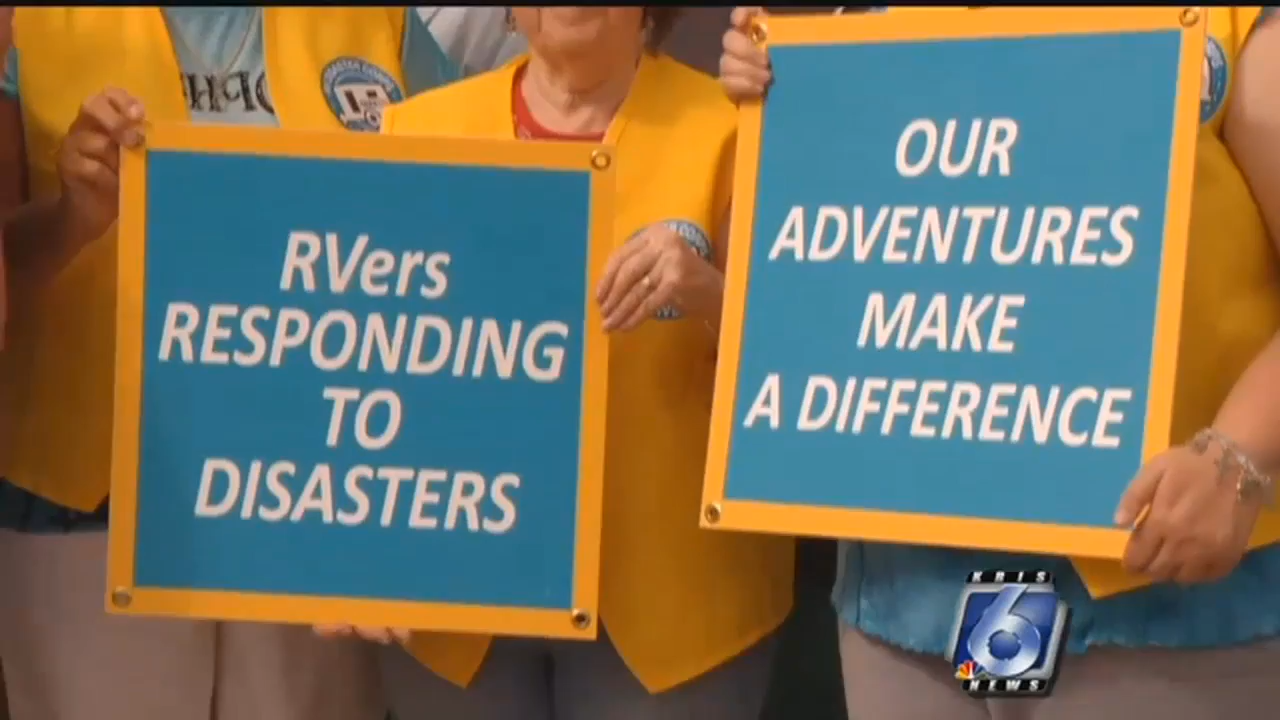 RVers
RESPONDING
TO
DISASTERS
OUR
ADVENTURES
MAKE
A DIFFERENCE
KRIS
6
NEWS